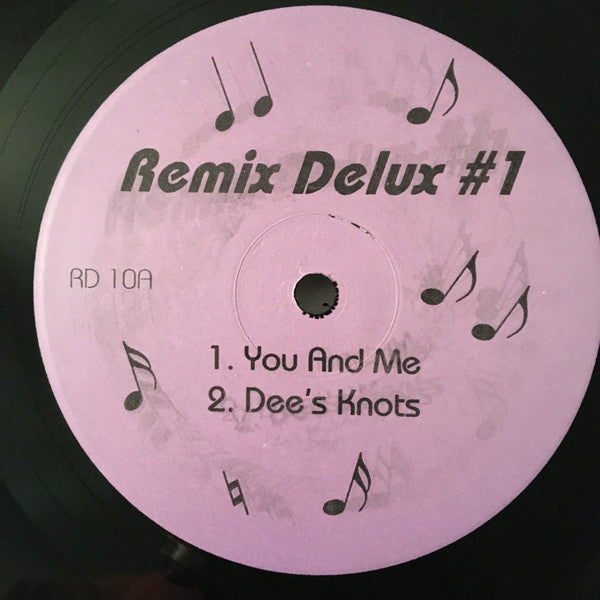 Remix Delux #1
RD 10A
1. You And Me
2. Dee's Knots